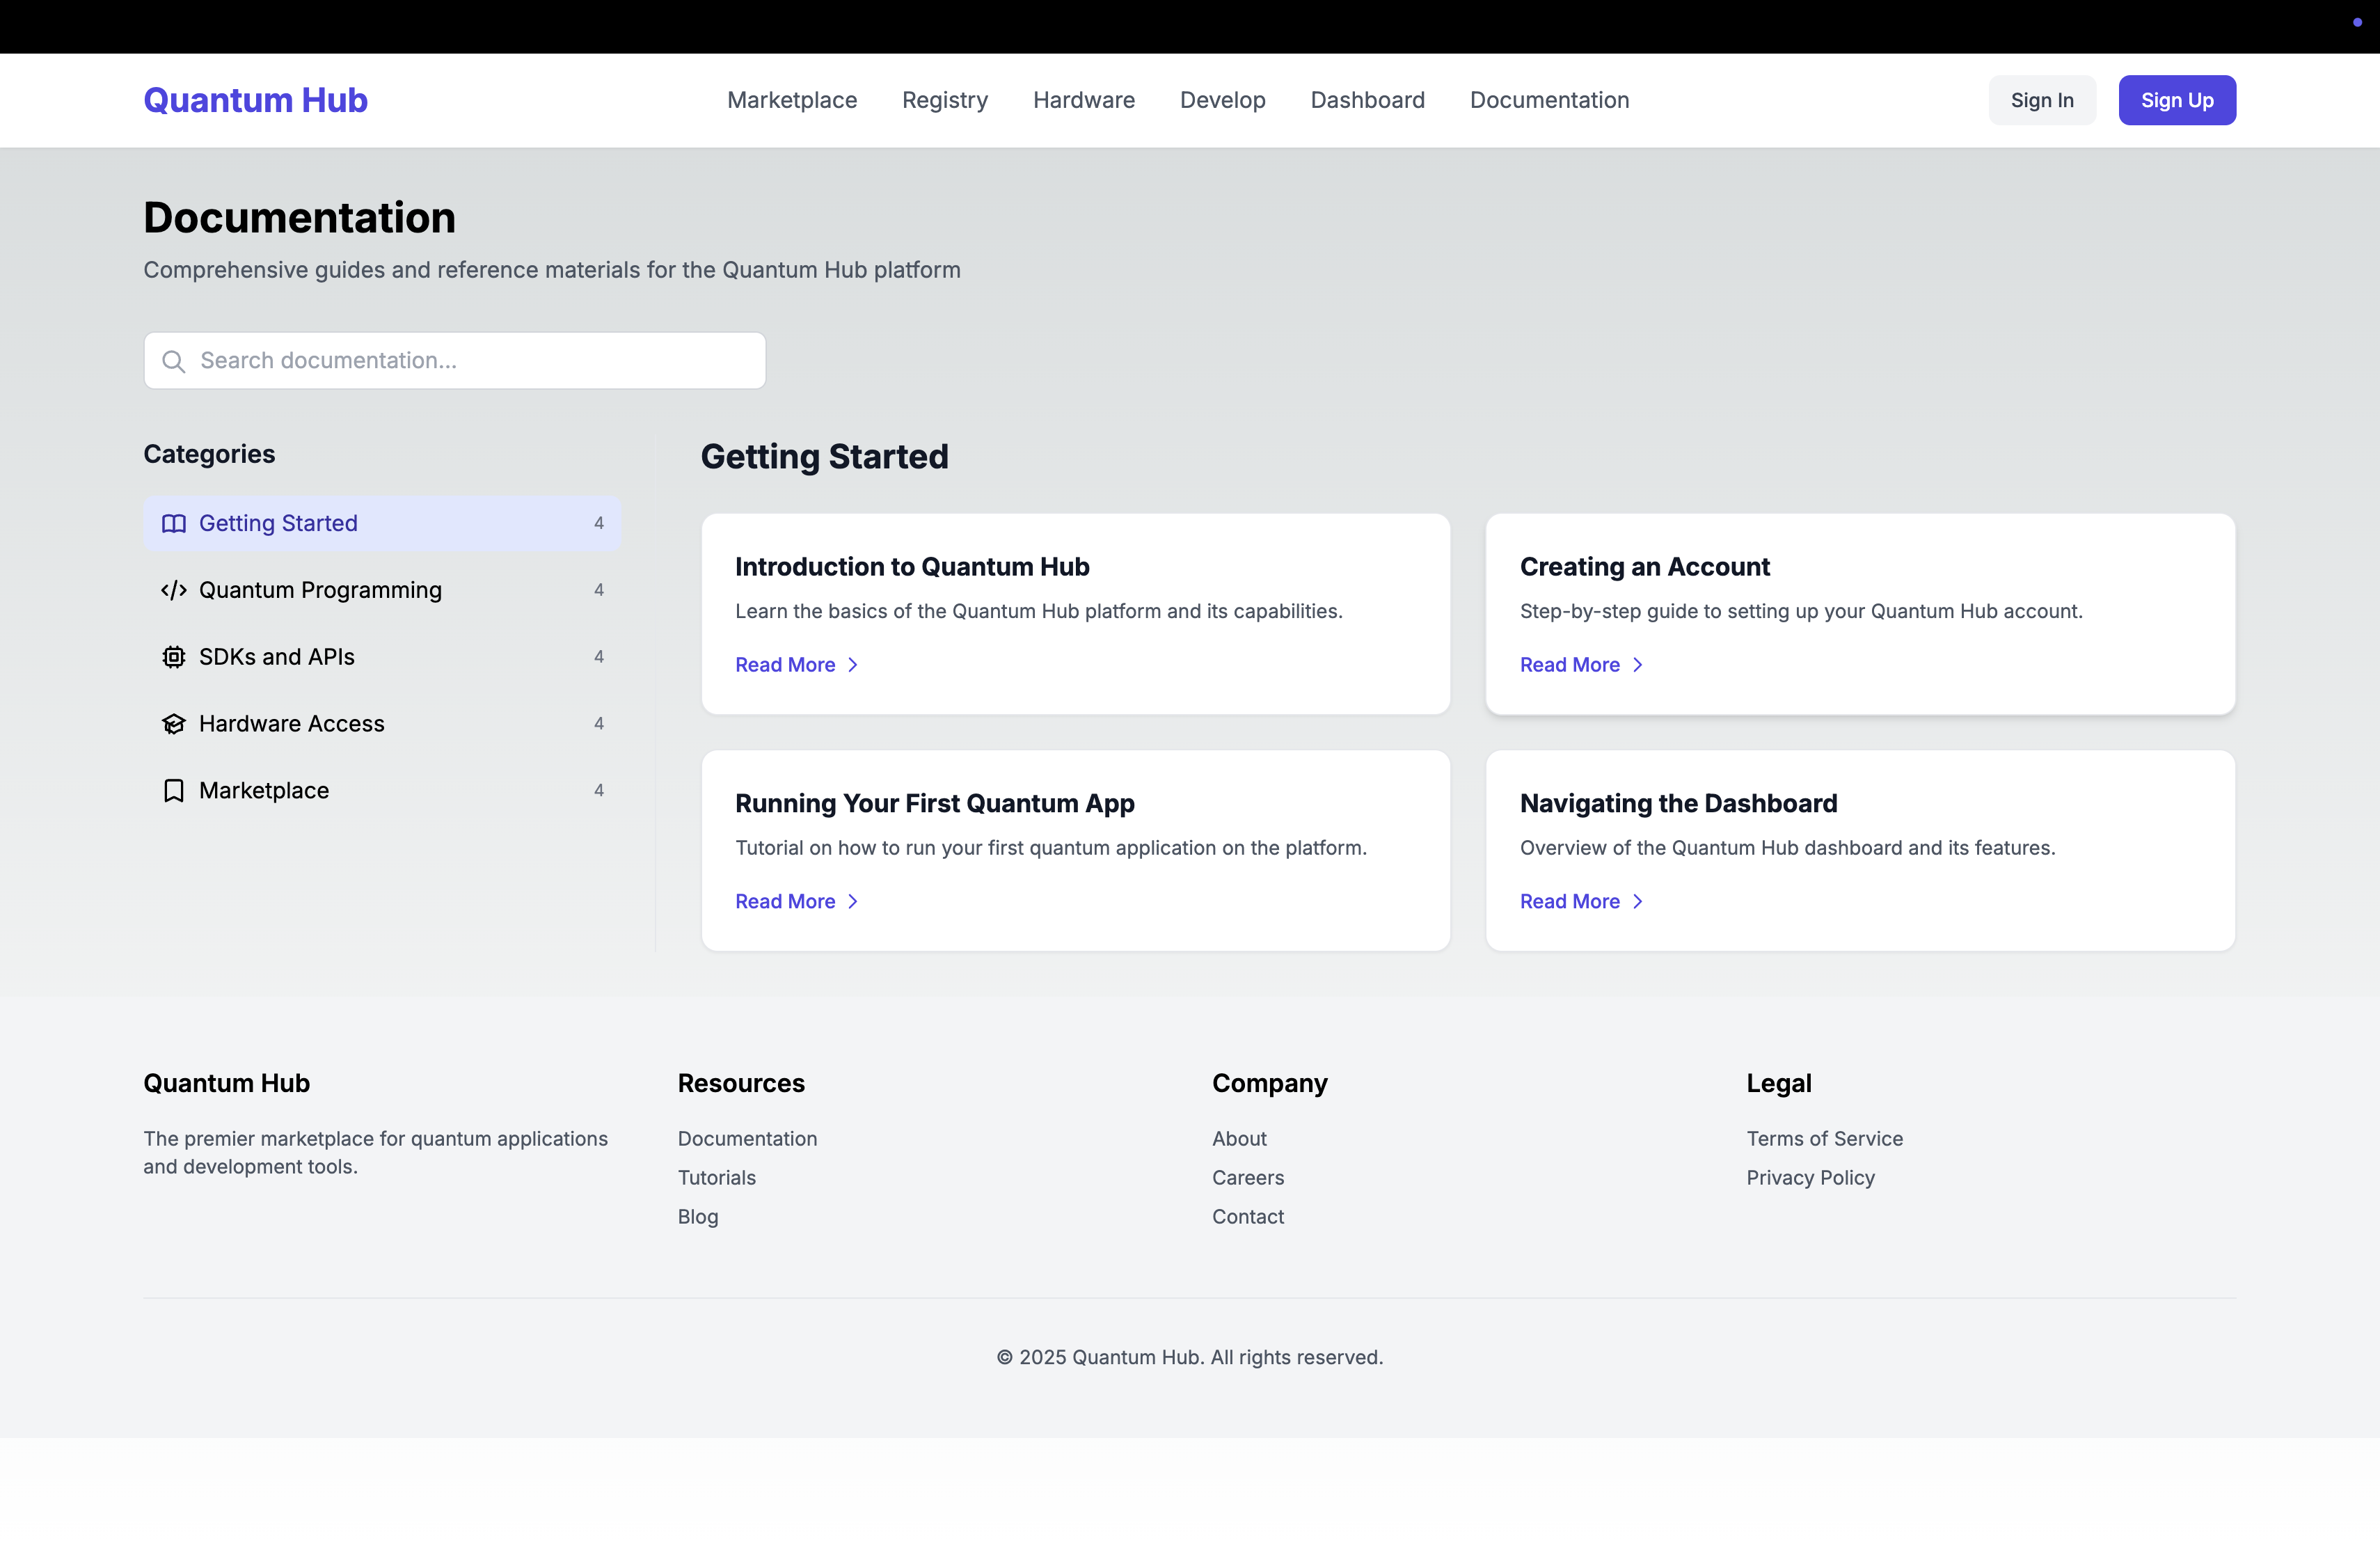 Quantum Hub
Marketplace
Registry
Hardware
Develop
Dashboard
Documentation
Sign In
Sign Up
Documentation
Comprehensive guides and reference materials for the Quantum Hub platform
Search documentation...
Categories
Getting Started 4
Quantum Programming 4
SDKs and APIs 4
Hardware Access 4
Marketplace 4
Getting Started
Introduction to Quantum Hub
Learn the basics of the Quantum Hub platform and its capabilities.
Read More
Creating an Account
Step-by-step guide to setting up your Quantum Hub account.
Read More
Running Your First Quantum App
Tutorial on how to run your first quantum application on the platform.
Read More
Navigating the Dashboard
Overview of the Quantum Hub dashboard and its features.
Read More
Quantum Hub
The premier marketplace for quantum applications
and development tools.
Resources
Documentation
Tutorials
Blog
Company
About
Careers
Contact
Legal
Terms of Service
Privacy Policy
© 2025 Quantum Hub. All rights reserved.